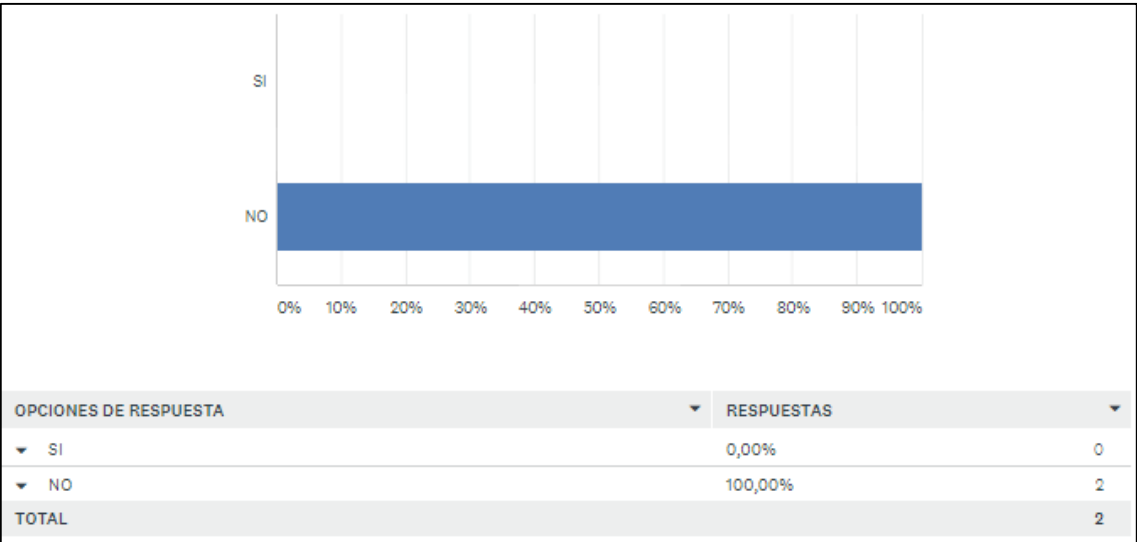 SI
NO
0% 10% 20% 30% 40% 50% 60% 70% 80% 90% 100%
OPCIONES DE RESPUESTA RESPUESTAS
SI 0,00% 0
NO 100,00% 2
TOTAL 2